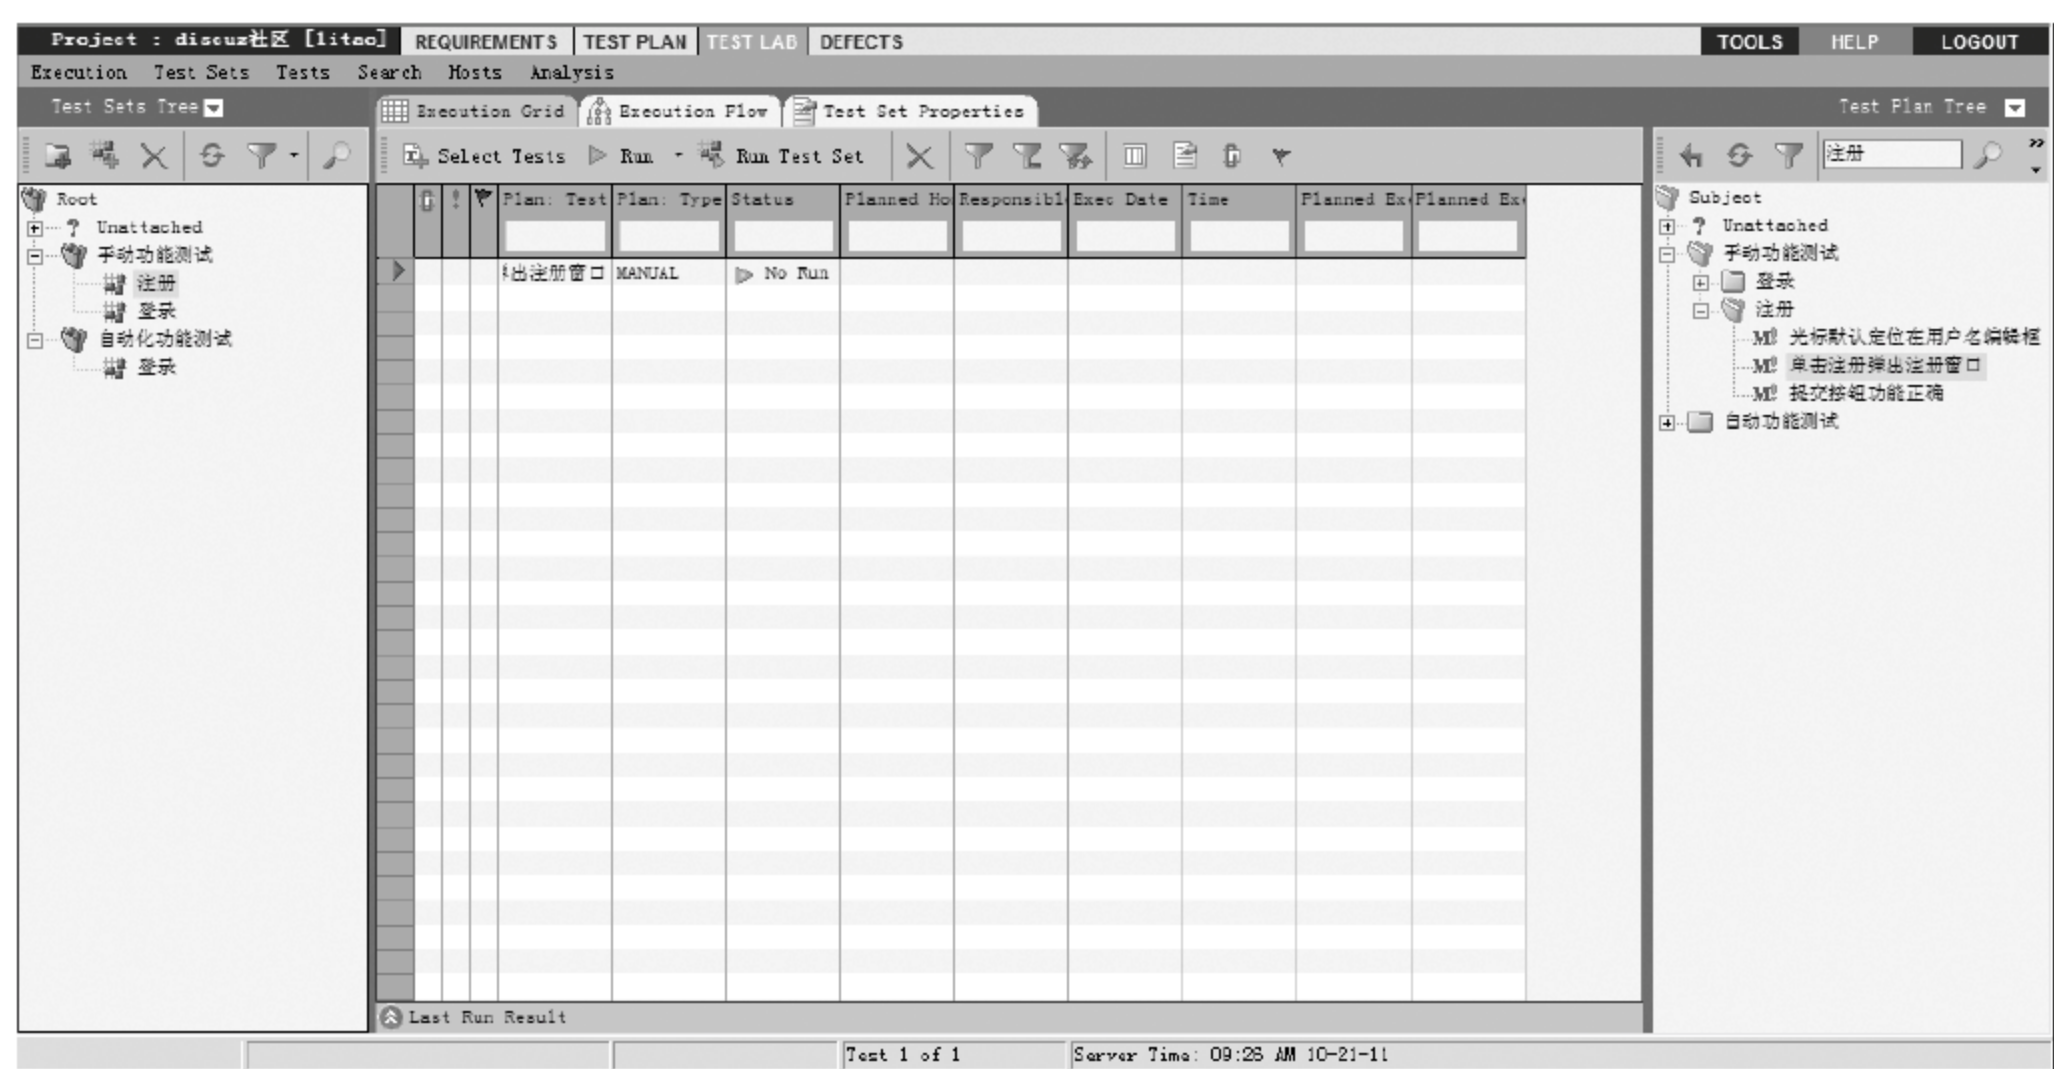 Project : discuz社区 [litao]
REQUIREMENTS TEST PLAN TEST LAB DEFECTS
TOOLS HELP LOGOUT
Execution Test Sets Tests Search Hosts Analysis
Test Sets Tree
Execution Grid Execution Flow Test Set Properties
Test Plan Tree
Select Tests Run Run Test Set
注册
Root
Unattached
手动功能测试
注册
登录
自动化功能测试
登录
Plan: Test Plan: Type Status Planned Ho Responsibl Exec Date Time Planned Ex Planned Ex
出注册窗口 MANUAL No Run
Subject
Unattached
手动功能测试
登录
注册
光标默认定位在用户名编辑框
单击注册弹出注册窗口
提交按钮功能正确
自动功能测试
Last Run Result
Test 1 of 1
Server Time: 09:26 AM 10-21-11